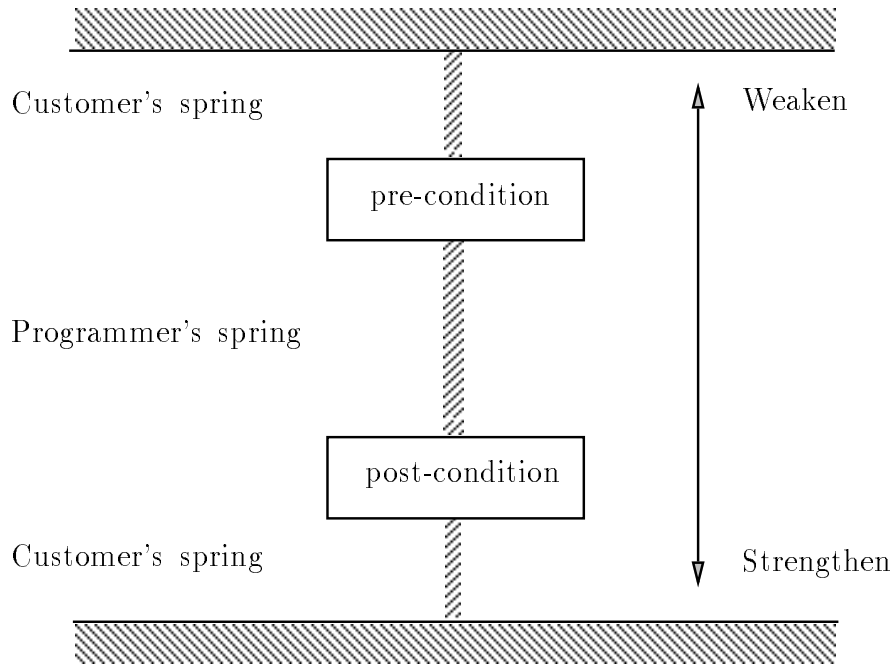 Customer's spring
Weaken
pre-condition
Programmer's spring
post-condition
Customer's spring
Strengthen